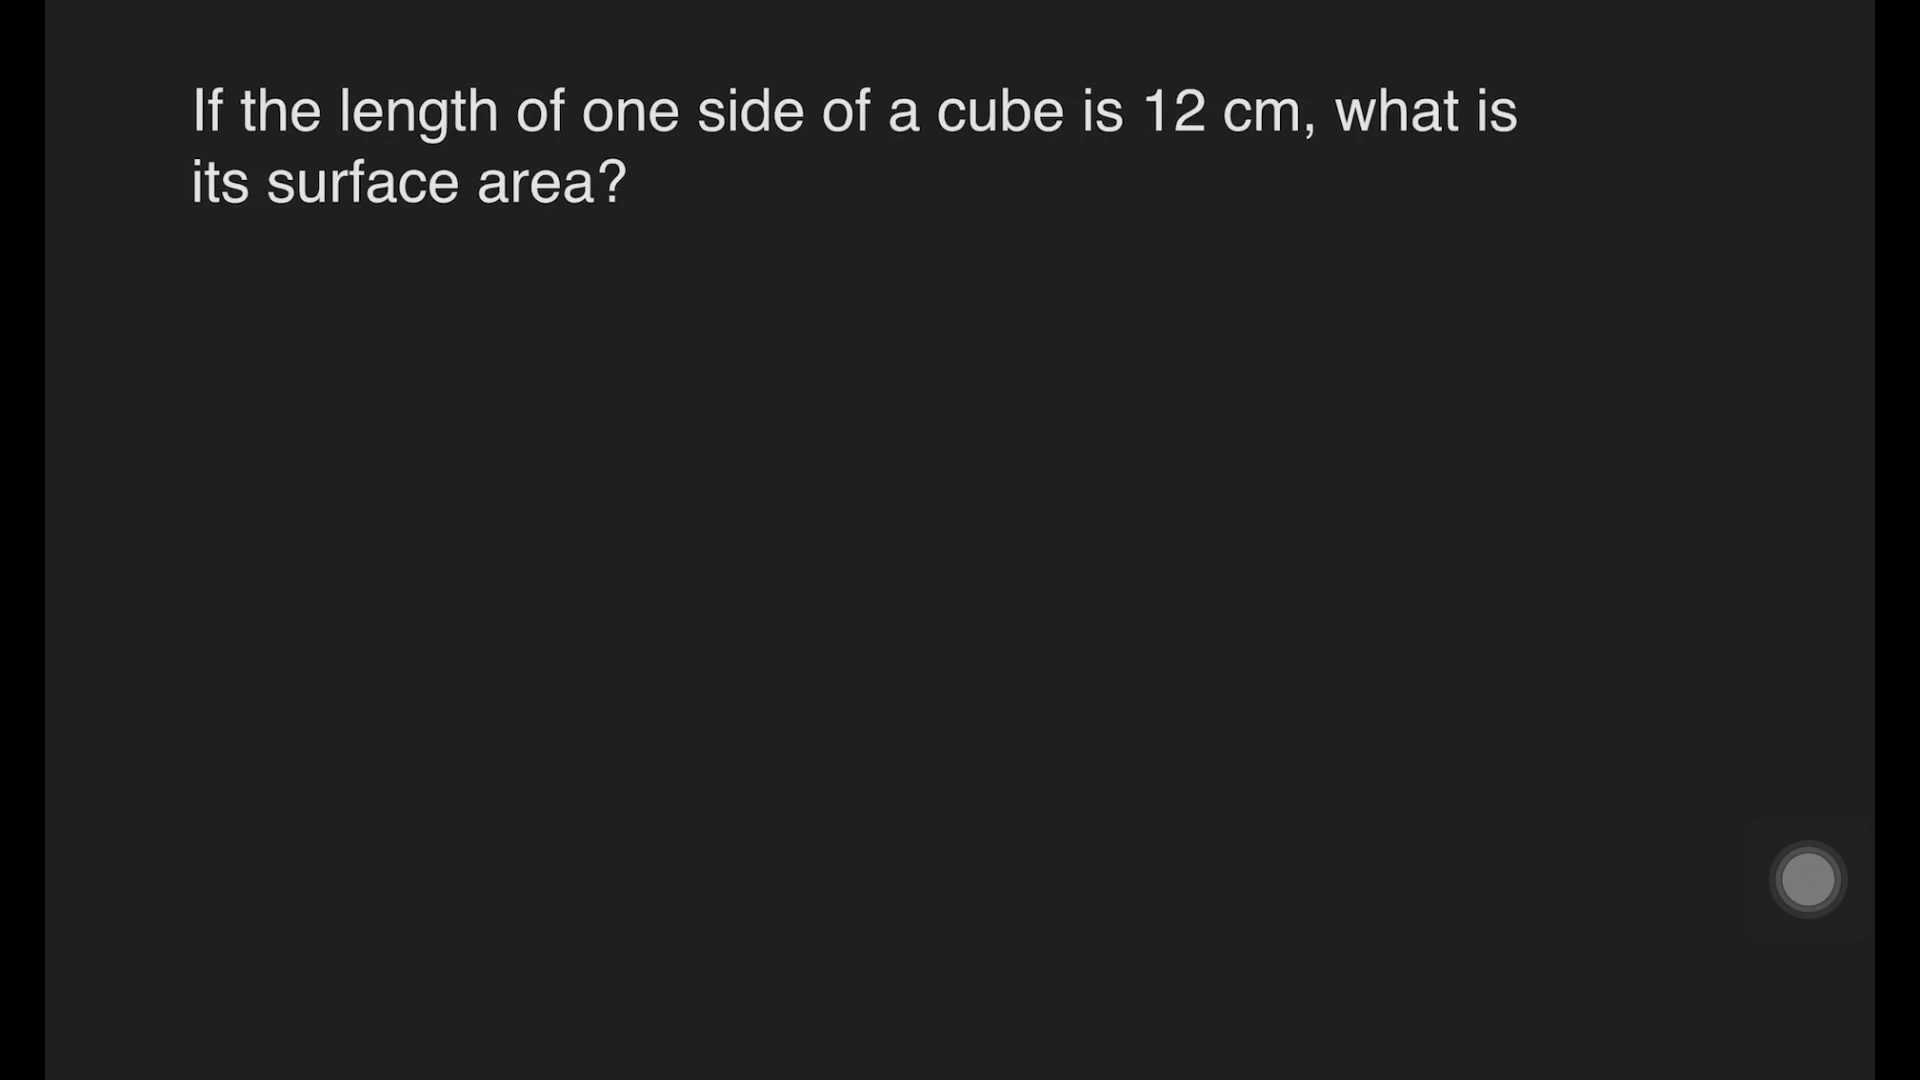 If the length of one side of a cube is 12 cm, what is
its surface area?